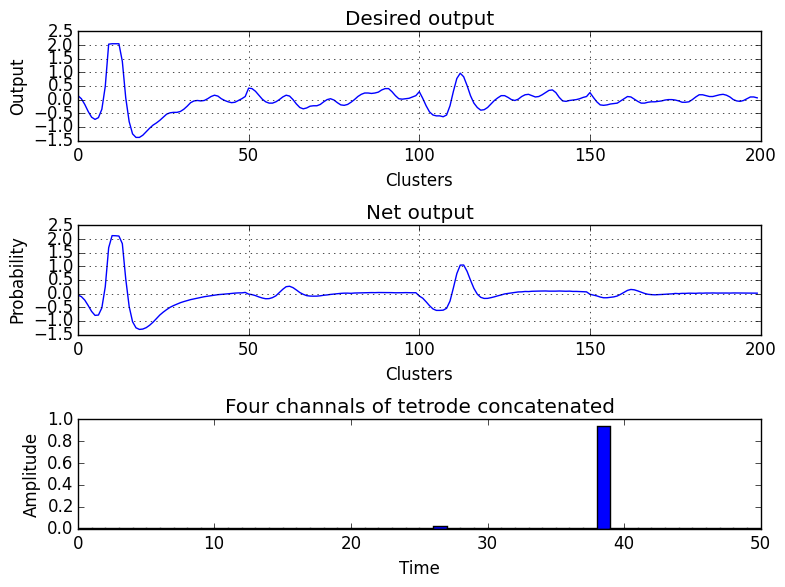 Desired output
Output
2.5
2.0
1.5
1.0
0.5
0.0
−0.5
−1.0
−1.5
0 50 100 150 200
Clusters
Net output
Probability
2.5
2.0
1.5
1.0
0.5
0.0
−0.5
−1.0
−1.5
0 50 100 150 200
Clusters
Four channals of tetrode concatenated
Amplitude
1.0
0.8
0.6
0.4
0.2
0.0
0 10 20 30 40 50
Time